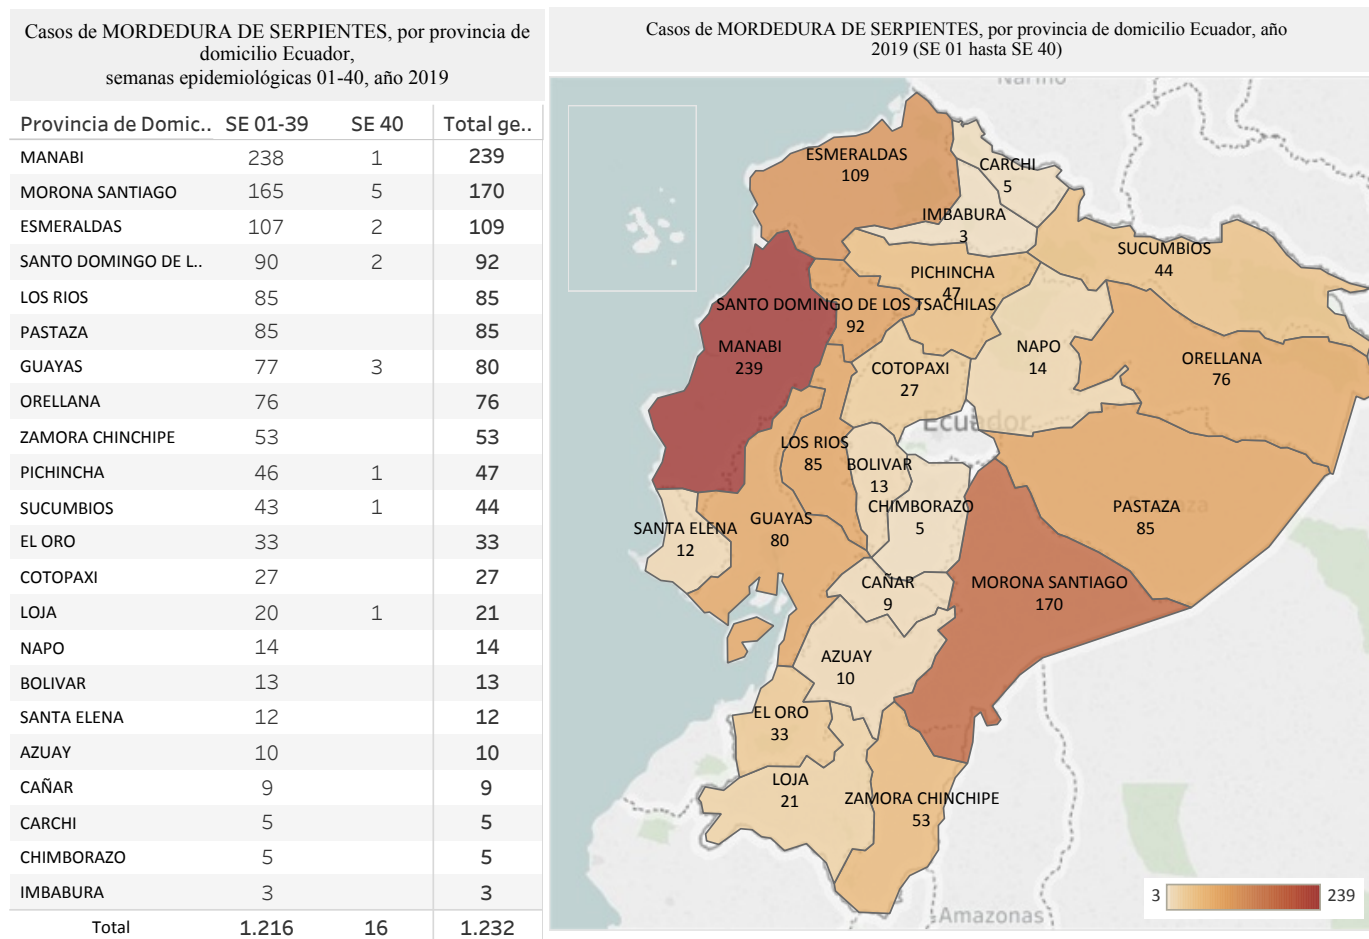 Casos de MORDEDURA DE SERPIENTES, por provincia de
domicilio Ecuador,
semanas epidemiológicas 01-40, año 2019
Provincia de Domic.. SE 01-39 SE 40 Total ge..
MANABI 238 1 239
MORONA SANTIAGO 165 5 170
ESMERALDAS 107 2 109
SANTO DOMINGO DE L.. 90 2 92
LOS RIOS 85 85
PASTAZA 85 85
GUAYAS 77 3 80
ORELLANA 76 76
ZAMORA CHINCHIPE 53 53
PICHINCHA 46 1 47
SUCUMBIOS 43 1 44
EL ORO 33 33
COTOPAXI 27 27
LOJA 20 1 21
NAPO 14 14
BOLIVAR 13 13
SANTA ELENA 12 12
AZUAY 10 10
CAÑAR 9 9
CARCHI 5 5
CHIMBORAZO 5 5
IMBABURA 3 3
Total 1.216 16 1.232
Casos de MORDEDURA DE SERPIENTES, por provincia de domicilio Ecuador, año
2019 (SE 01 hasta SE 40)
Nariño
ESMERALDAS
109
CARCHI
5
IMBABURA
3
SUCUMBIOS
44
PICHINCHA
47
SANTO DOMINGO DE LOS TSACHILAS
92
MANABI
239
COTOPAXI
27
NAPO
14
ORELLANA
76
Ecuador
LOS RIOS
85
BOLIVAR
13
CHIMBORAZO
5
PASTAZA
85
SANTA ELENA
12
GUAYAS
80
CAÑAR
9
MORONA SANTIAGO
170
AZUAY
10
EL ORO
33
LOJA
21
ZAMORA CHINCHIPE
53
3 239
Amazonas